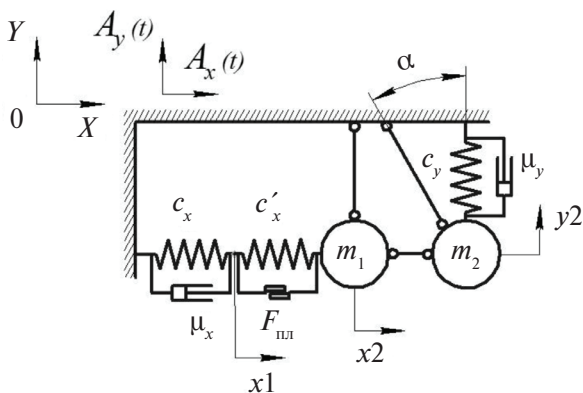 Y
A_y (t)
A_x (t)
0
X
α
c_x
c′_x
c_y
μ_y
m_1
m_2
y2
μ_x
F_пл
x2
x1